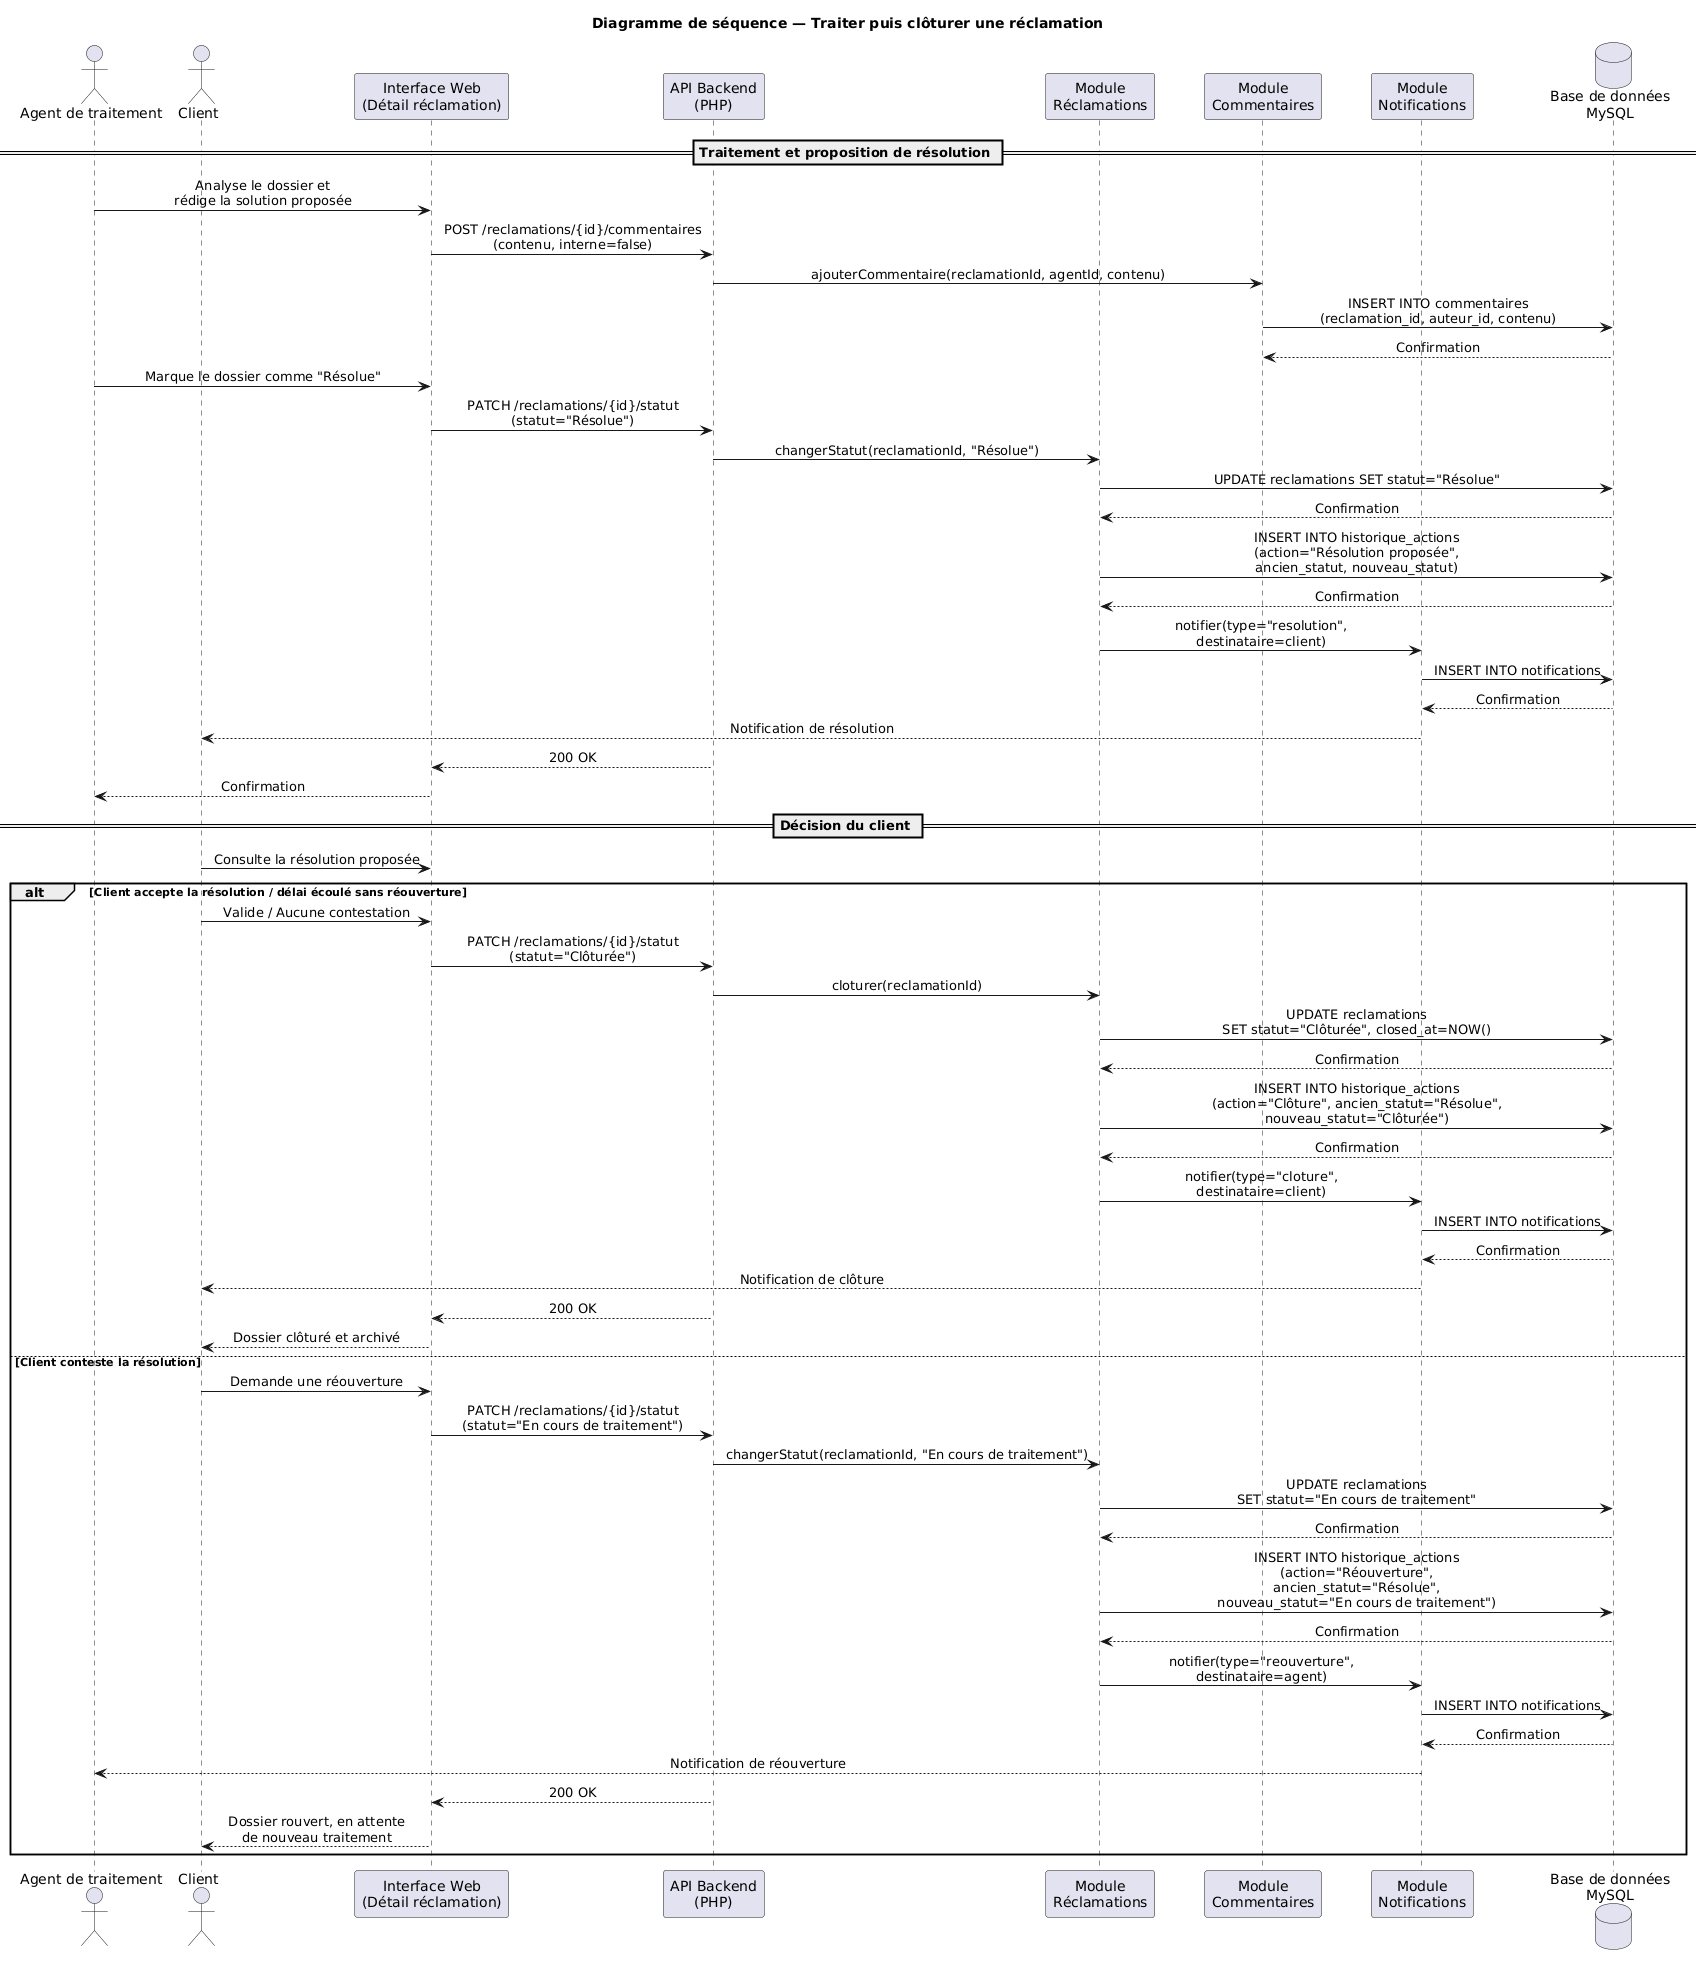 Diagramme de séquence — Traiter puis clôturer une réclamation
Agent de traitement
Client
Interface Web
(Détail réclamation)
API Backend
(PHP)
Module
Réclamations
Module
Commentaires
Module
Notifications
Base de données
MySQL
Traitement et proposition de résolution
Analyse le dossier et
rédige la solution proposée
POST /reclamations/{id}/commentaires
(contenu, interne=false)
ajouterCommentaire(reclamationId, agentId, contenu)
INSERT INTO commentaires
(reclamation_id, auteur_id, contenu)
Confirmation
Marque le dossier comme "Résolue"
PATCH /reclamations/{id}/statut
(statut="Résolue")
changerStatut(reclamationId, "Résolue")
UPDATE reclamations SET statut="Résolue"
Confirmation
INSERT INTO historique_actions
(action="Résolution proposée",
ancien_statut, nouveau_statut)
Confirmation
notifier(type="resolution",
destinataire=client)
INSERT INTO notifications
Confirmation
Notification de résolution
200 OK
Confirmation
Décision du client
Consulte la résolution proposée
alt
[Client accepte la résolution / délai écoulé sans réouverture]
Valide / Aucune contestation
PATCH /reclamations/{id}/statut
(statut="Clôturée")
cloturer(reclamationId)
UPDATE reclamations
SET statut="Clôturée", closed_at=NOW()
Confirmation
INSERT INTO historique_actions
(action="Clôture", ancien_statut="Résolue",
nouveau_statut="Clôturée")
Confirmation
notifier(type="cloture",
destinataire=client)
INSERT INTO notifications
Confirmation
Notification de clôture
200 OK
Dossier clôturé et archivé
[Client conteste la résolution]
Demande une réouverture
PATCH /reclamations/{id}/statut
(statut="En cours de traitement")
changerStatut(reclamationId, "En cours de traitement")
UPDATE reclamations
SET statut="En cours de traitement"
Confirmation
INSERT INTO historique_actions
(action="Réouverture",
ancien_statut="Résolue",
nouveau_statut="En cours de traitement")
Confirmation
notifier(type="reouverture",
destinataire=agent)
INSERT INTO notifications
Confirmation
Notification de réouverture
200 OK
Dossier rouvert, en attente
de nouveau traitement
Agent de traitement
Client
Interface Web
(Détail réclamation)
API Backend
(PHP)
Module
Réclamations
Module
Commentaires
Module
Notifications
Base de données
MySQL